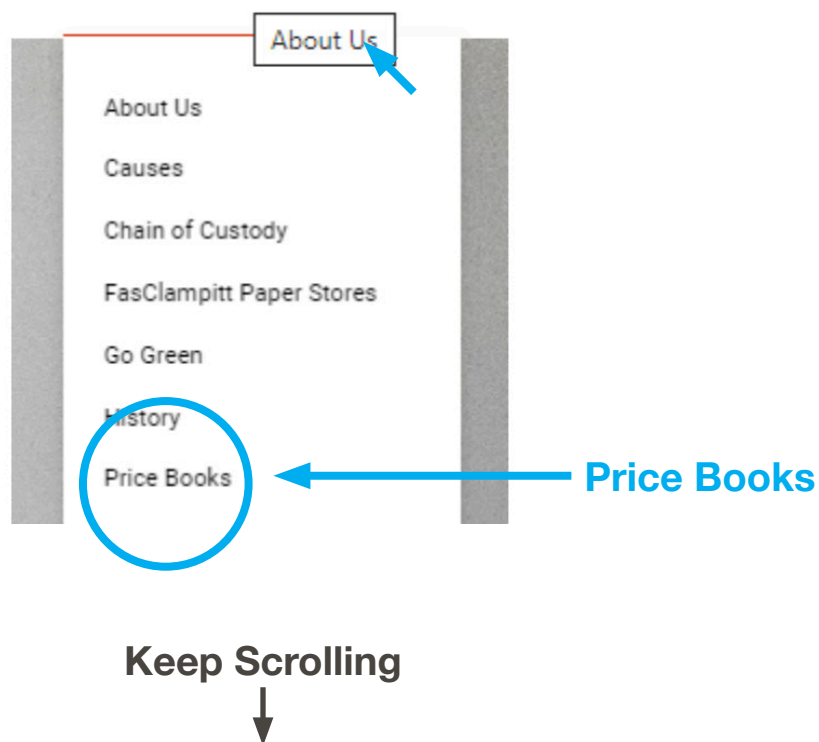 About Us
About Us
Causes
Chain of Custody
FasClampitt Paper Stores
Go Green
History
Price Books
Price Books
Keep Scrolling